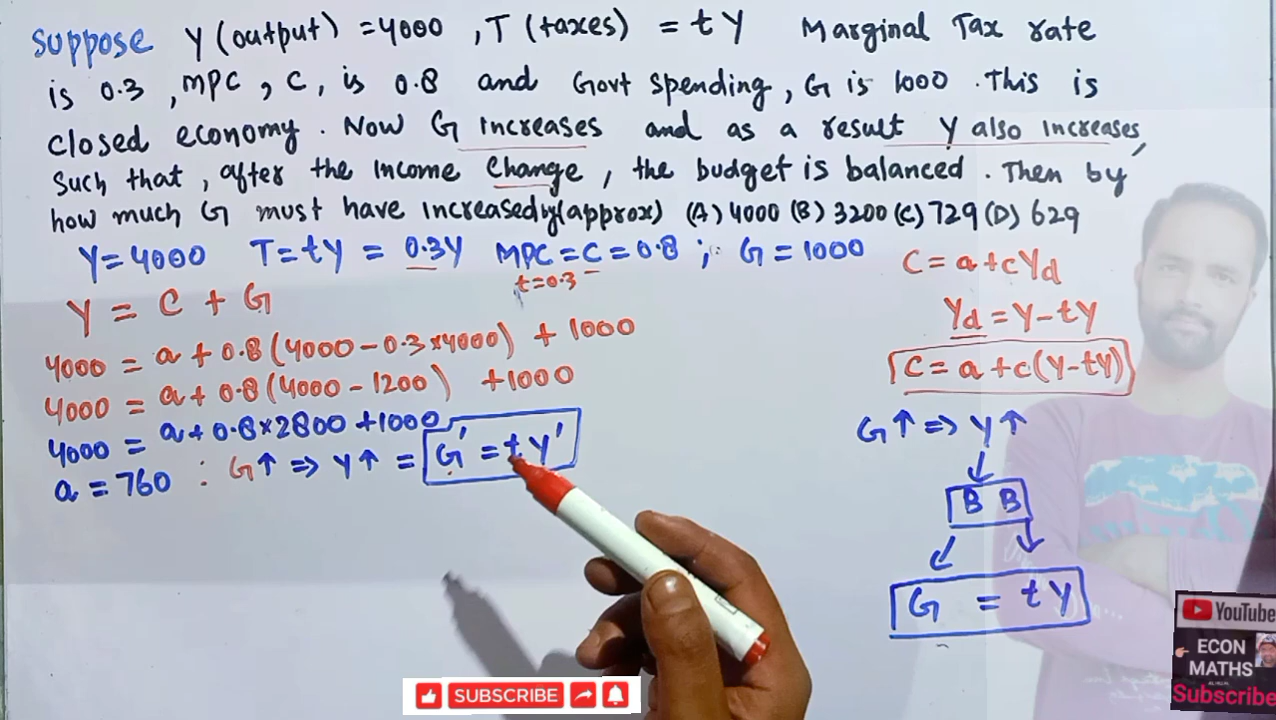 Suppose Y (output) = 4000 , T (taxes) = t Y Marginal Tax rate
is 0.3 , MPC , C , is 0.8 and Govt spending , G is 1000 . This is
closed economy . Now G increases and as a result Y also increases ,
such that , after the income change , the budget is balanced . Then by
how much G must have increased by (approx) (A) 4000 (B) 3200 (C) 729 (D) 629
Y = 4000 T = tY = 0.3Y MPC = C = 0.8 ; G = 1000
t = 0.3
Y = C + G
4000 = a + 0.8 (4000 - 0.3×4000) + 1000
4000 = a + 0.8 (4000 - 1200) + 1000
4000 = a + 0.8×2800 + 1000
a = 760 : G↑ ⇒ Y↑ = G' = t Y'
C = a + cYd
Yd = Y - tY
C = a + c(Y - tY)
G↑ ⇒ Y↑
↓
B B
↙ ↘
G = t Y
SUBSCRIBE
YouTube
ECON
MATHS
Subscribe